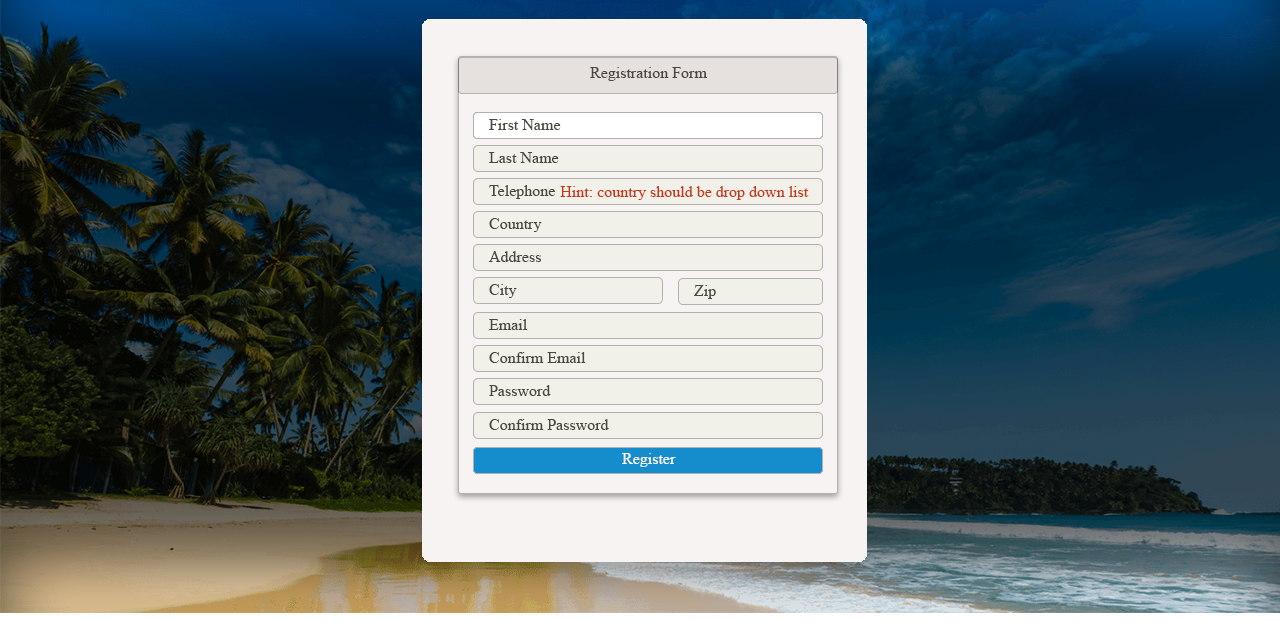 Registration Form
First Name
Last Name
Telephone Hint: country should be drop down list
Country
Address
City Zip
Email
Confirm Email
Password
Confirm Password
Register